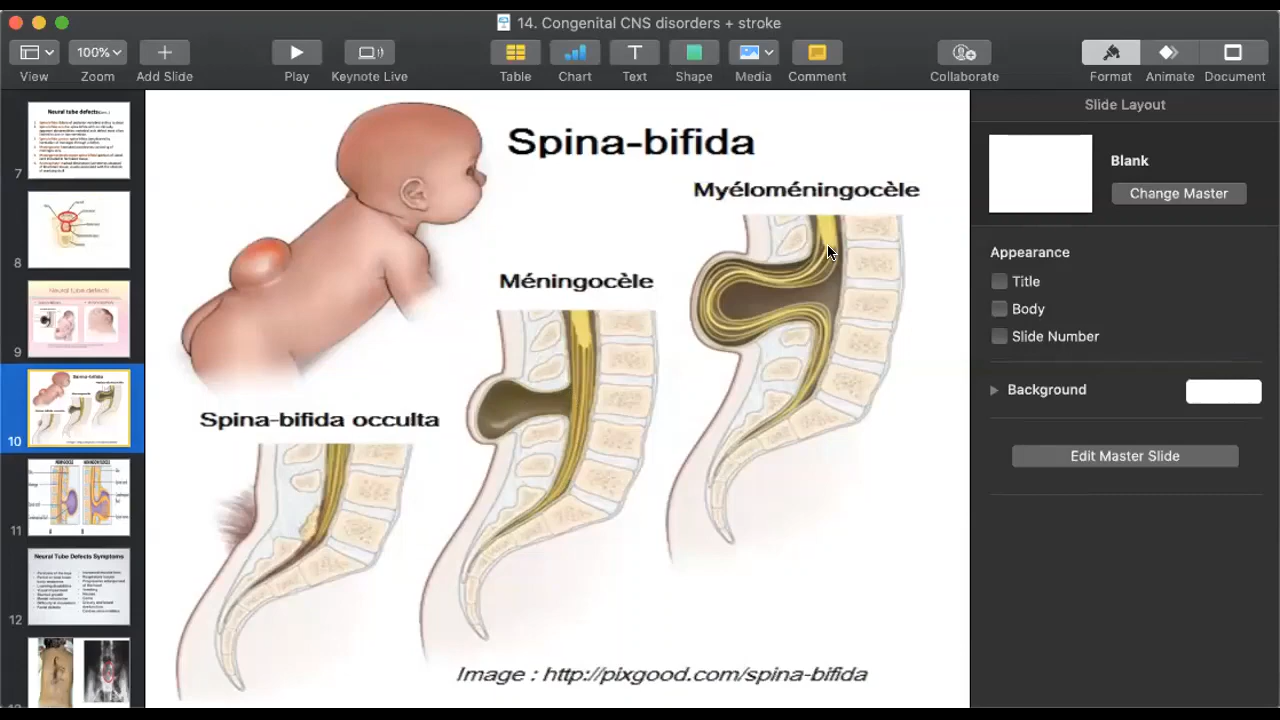 14. Congenital CNS disorders + stroke
100%
View
Zoom
Add Slide
Play
Keynote Live
Table
Chart
Text
Shape
Media
Comment
Collaborate
Format
Animate
Document
Neural tube defects
7
8
Neural tube defects
9
10
11
Neural Tube Defects Symptoms
12
Spina-bifida
Myéloméningocèle
Méningocèle
Spina-bifida occulta
Image : http://pixgood.com/spina-bifida
Slide Layout
Blank
Change Master
Appearance
Title
Body
Slide Number
Background
Edit Master Slide